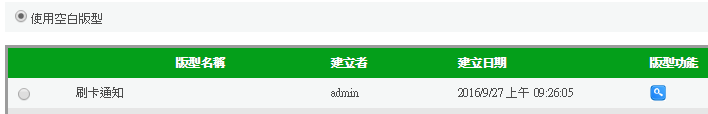 使用空白版型
版型名稱 建立者 建立日期 版型功能
刷卡通知 admin 2016/9/27 上午 09:26:05